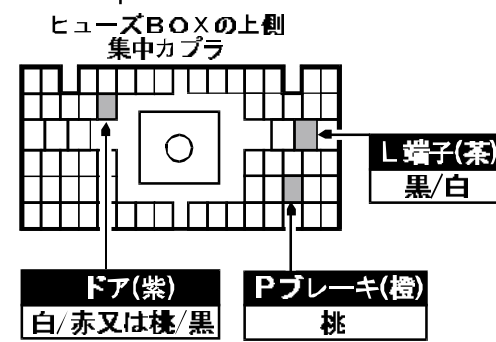 ヒューズBOXの上側
集中カプラ
L端子(茶)
黒/白
ドア(紫)
白/赤又は桃/黒
Pブレーキ(橙)
桃